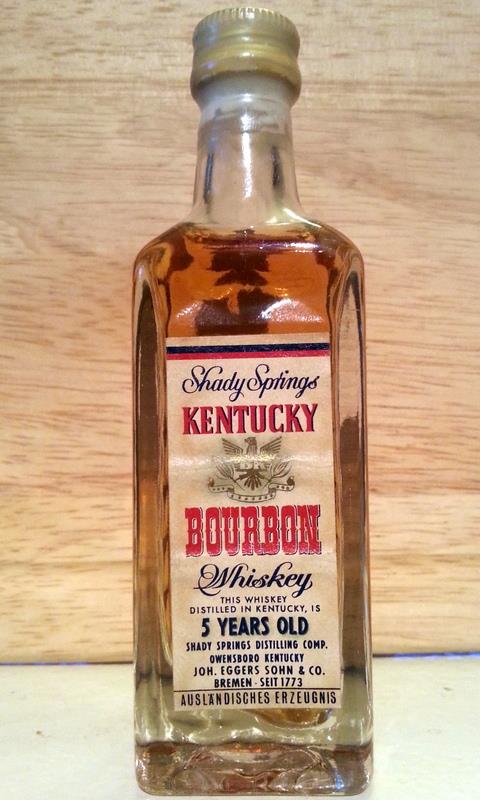 Shady Springs
KENTUCKY
BK
BOURBON
Whiskey
THIS WHISKEY
DISTILLED IN KENTUCKY, IS
5 YEARS OLD
SHADY SPRINGS DISTILLING COMP.
OWENSBORO KENTUCKY
JOH. EGGERS SOHN & CO.
BREMEN · SEIT 1773
AUSLÄNDISCHES ERZEUGNIS